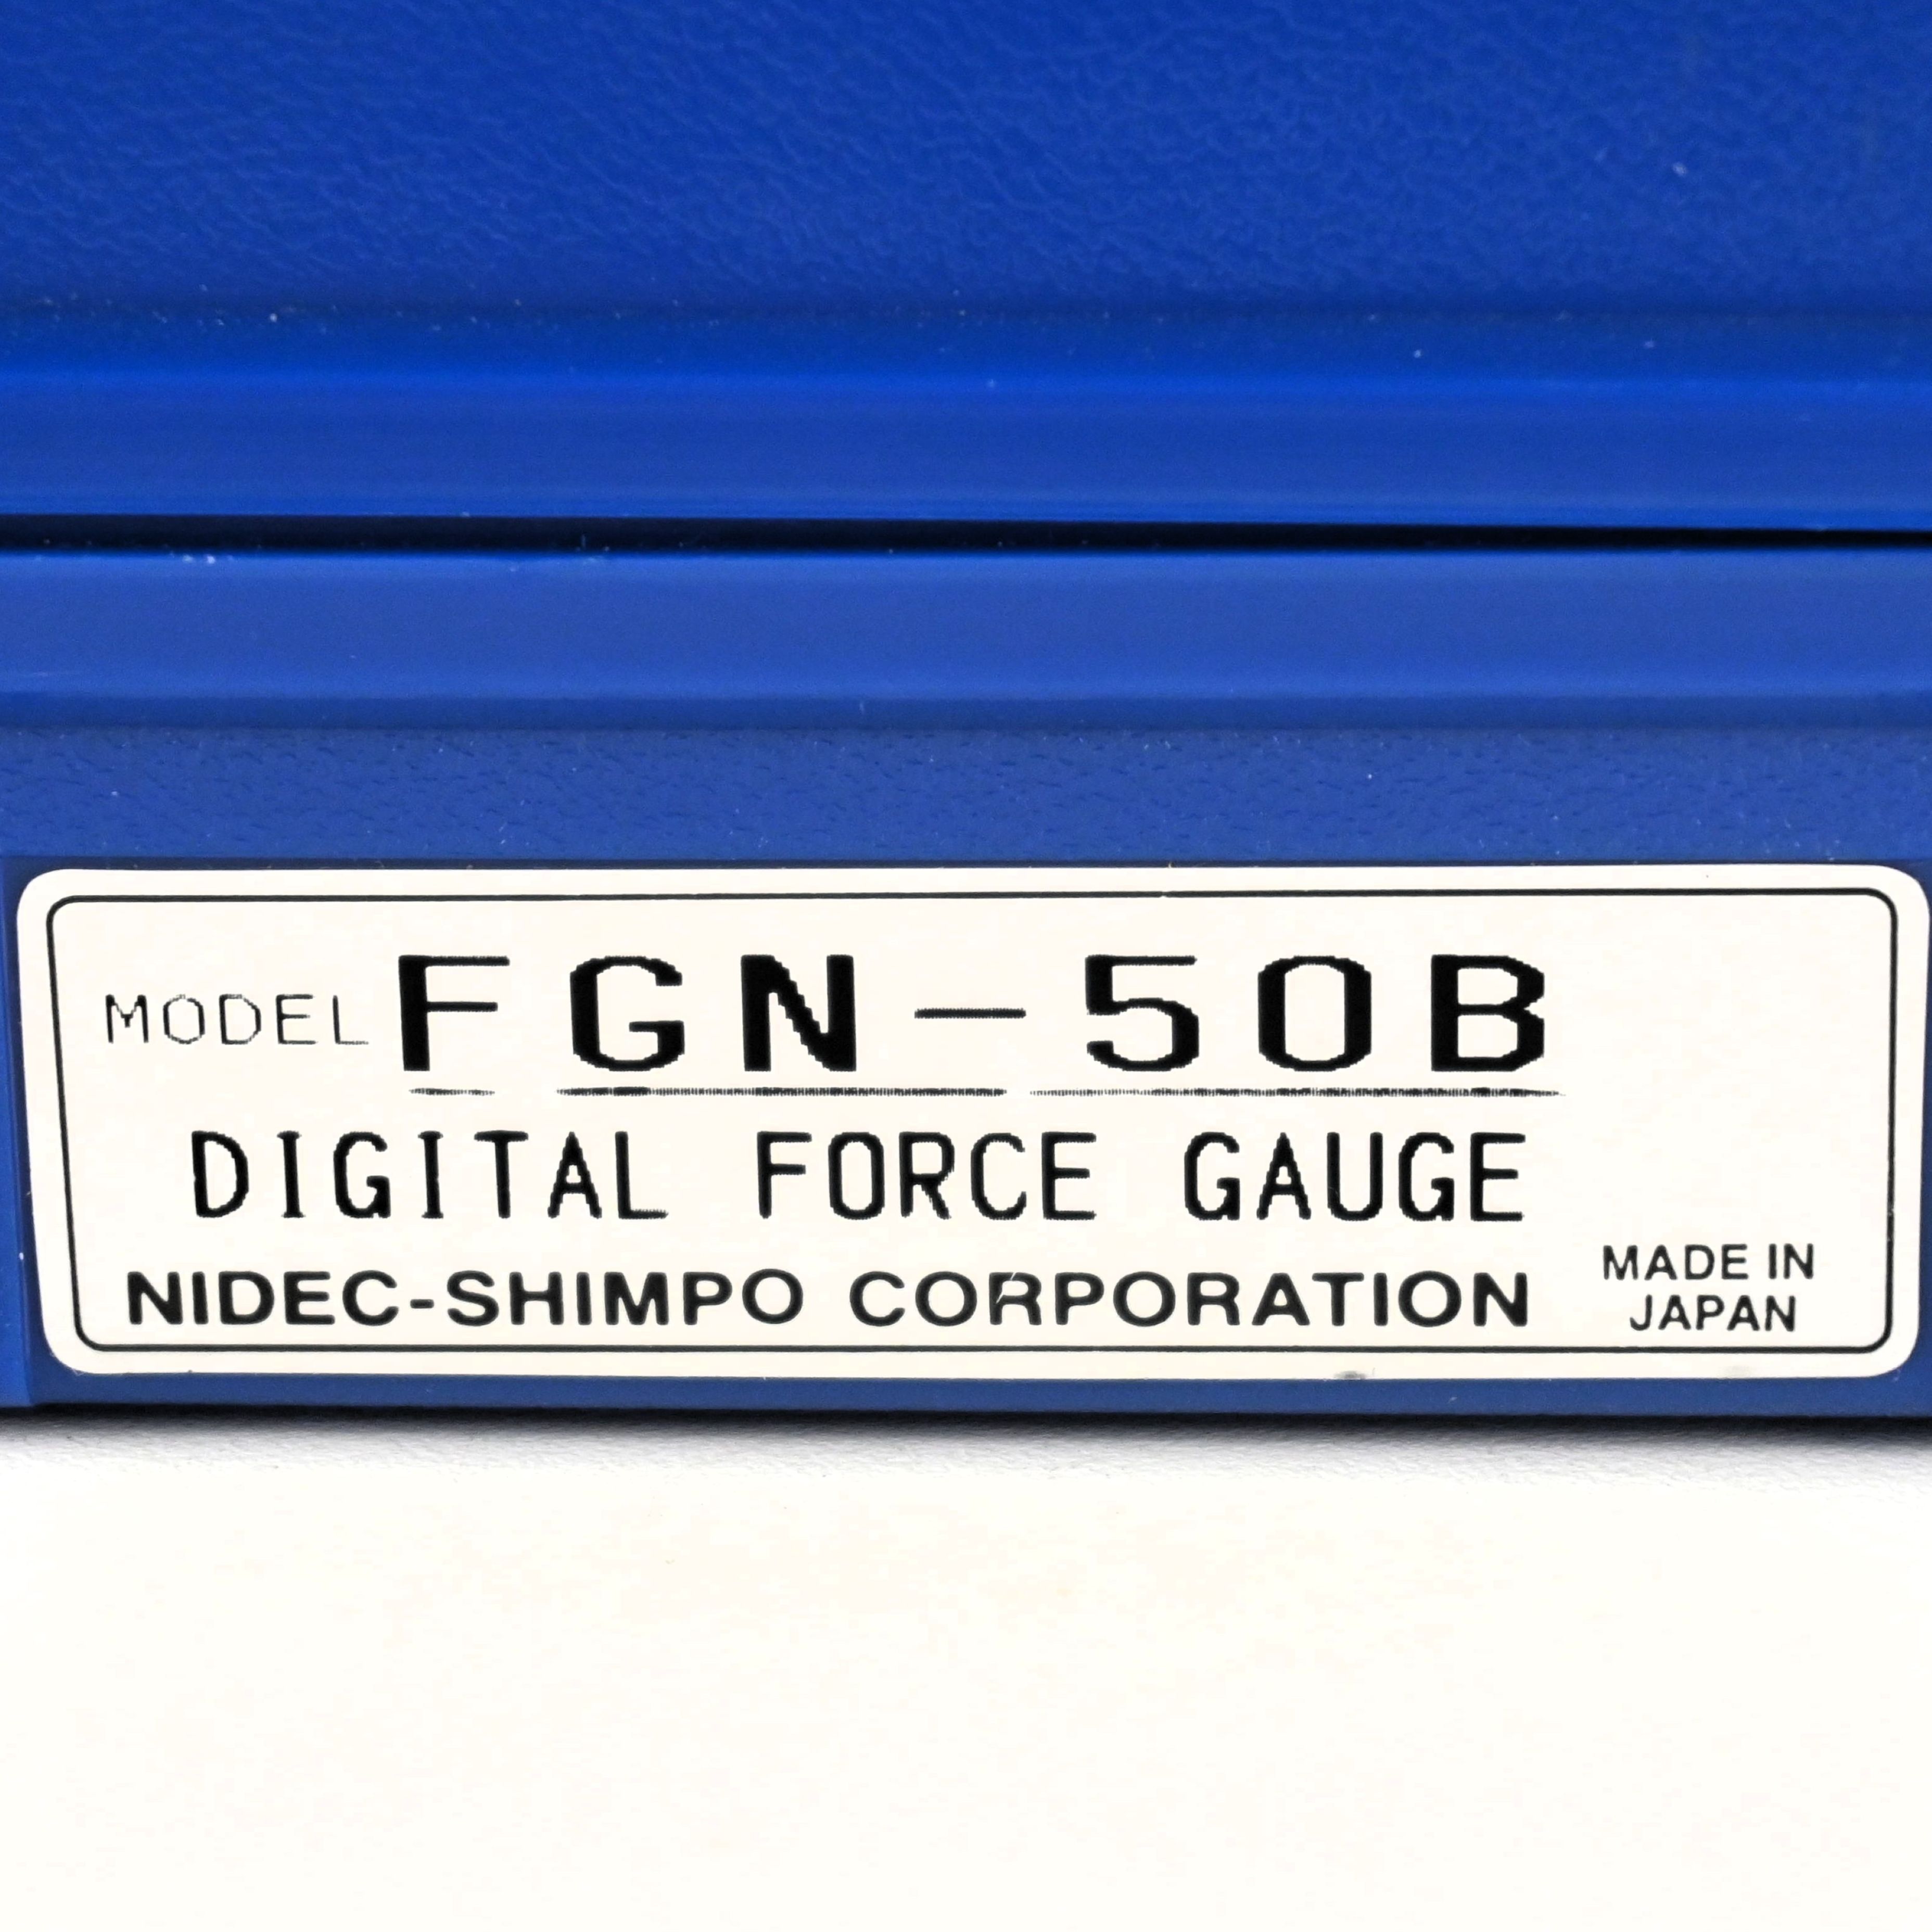 MODEL FGN-50B
DIGITAL FORCE GAUGE
NIDEC-SHIMPO CORPORATION
MADE IN
JAPAN